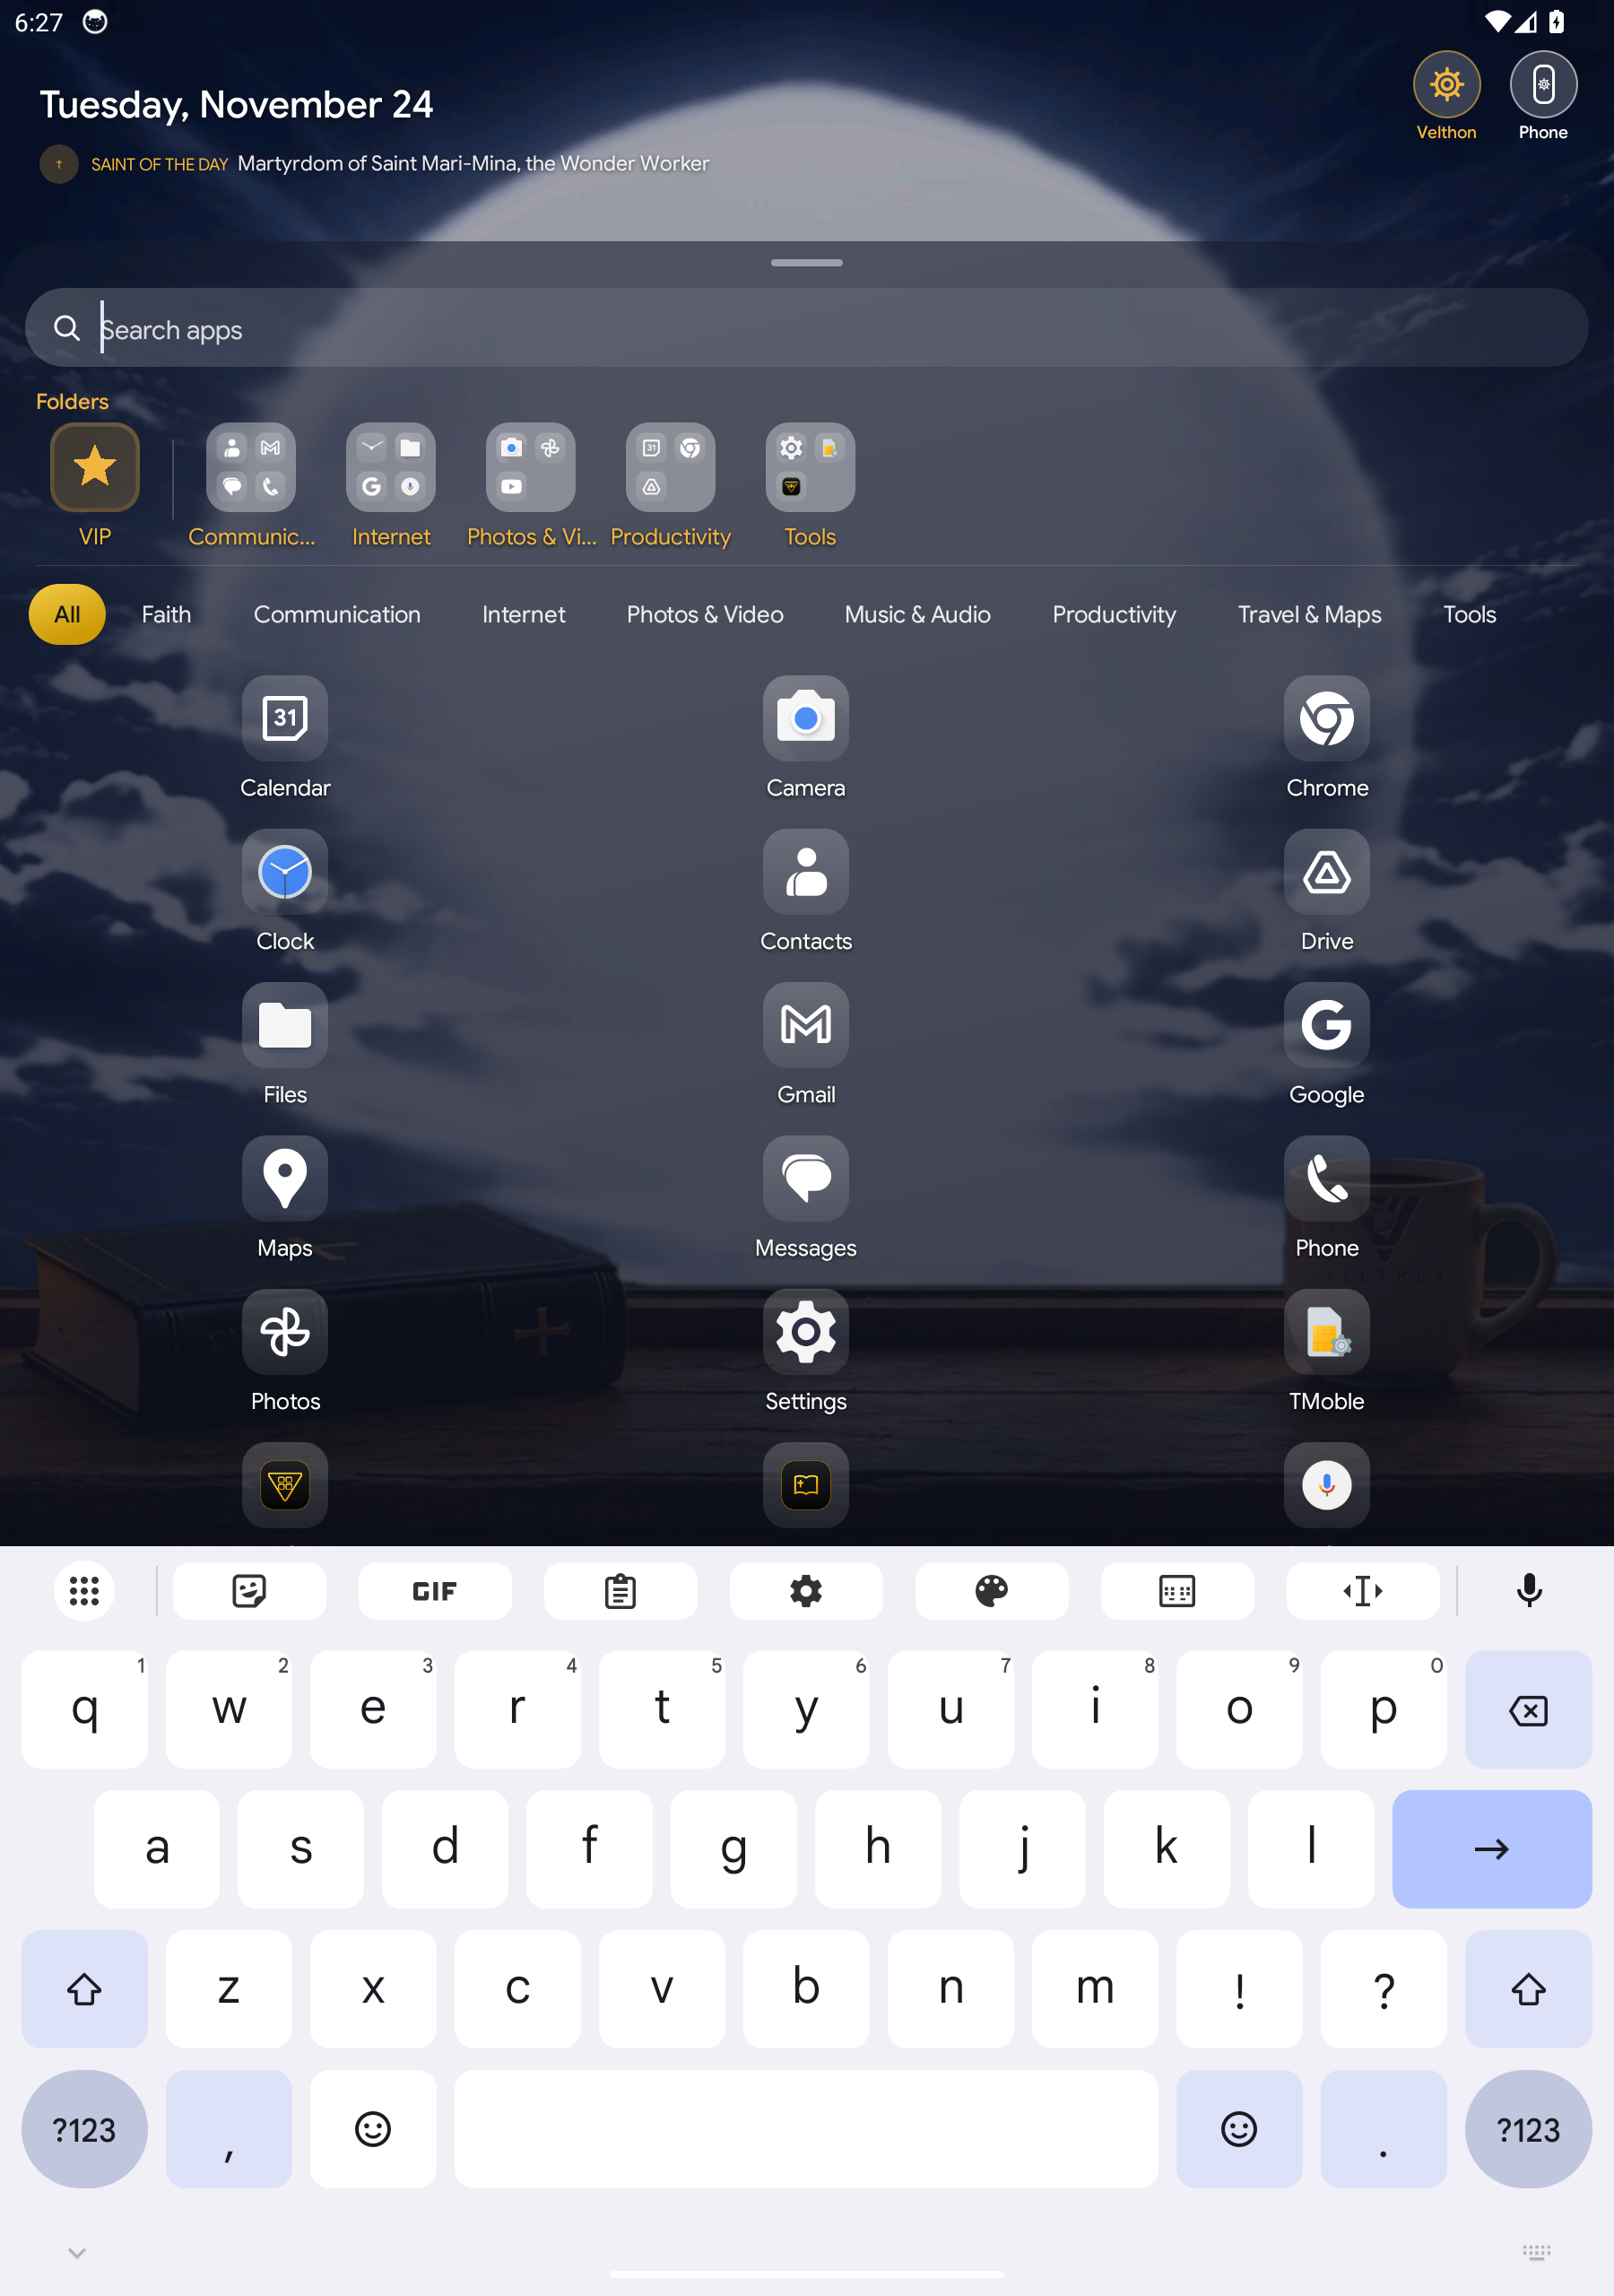 6:27
Tuesday, November 24
SAINT OF THE DAY Martyrdom of Saint Mari-Mina, the Wonder Worker
Velthon Phone
Search apps
Folders
31
VIP Communic... Internet Photos & Vi... Productivity Tools
All Faith Communication Internet Photos & Video Music & Audio Productivity Travel & Maps Tools
31
Calendar Camera Chrome
Clock Contacts Drive
Files Gmail Google
Maps Messages Phone
VELTHON
Photos Settings TMoble
GIF
1 2 3 4 5 6 7 8 9 0
q w e r t y u i o p
a s d f g h j k l
z x c v b n m ! ?
?123 , . ?123